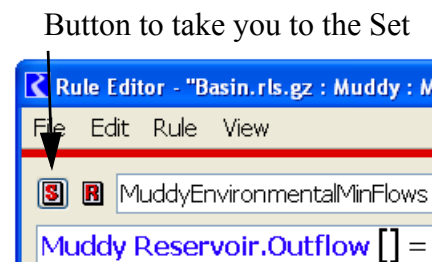 Button to take you to the Set
Rule Editor - "Basin.rls.gz : Muddy : M
File Edit Rule View
S R MuddyEnvironmentalMinFlows
Muddy Reservoir.Outflow [] =